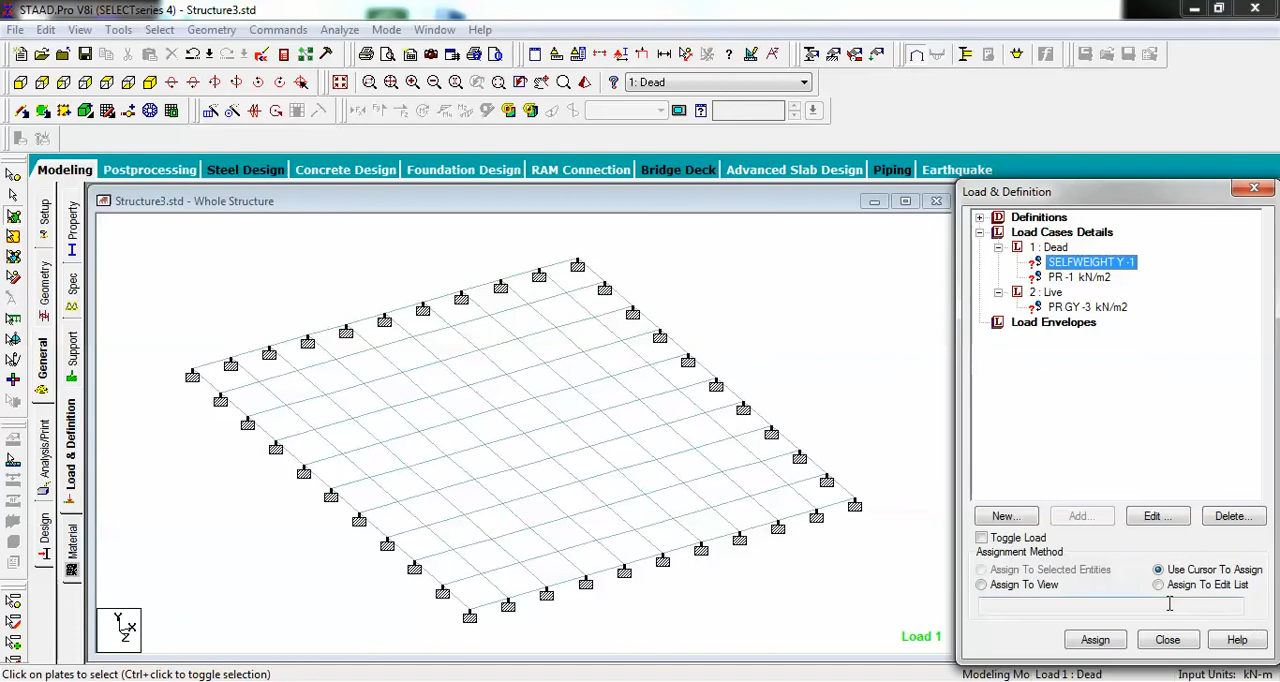 STAAD.Pro V8i (SELECTseries 4) - Structure3.std
File Edit View Tools Select Geometry Commands Analyze Mode Window Help
1: Dead
Modeling Postprocessing Steel Design Concrete Design Foundation Design RAM Connection Bridge Deck Advanced Slab Design Piping Earthquake
Structure3.std - Whole Structure
Setup
Geometry
General
Analysis/Print
Design
Property
Spec
Support
Load & Definition
Material
Y
X
Z
Load 1
Load & Definition
Definitions
Load Cases Details
1 : Dead
SELFWEIGHT Y -1
PR -1 kN/m2
2 : Live
PR GY -3 kN/m2
Load Envelopes
New... Add... Edit ... Delete...
Toggle Load
Assignment Method
Assign To Selected Entities Use Cursor To Assign
Assign To View Assign To Edit List
Assign Close Help
Click on plates to select (Ctrl+click to toggle selection) Modeling Mo Load 1 : Dead Input Units: kN-m